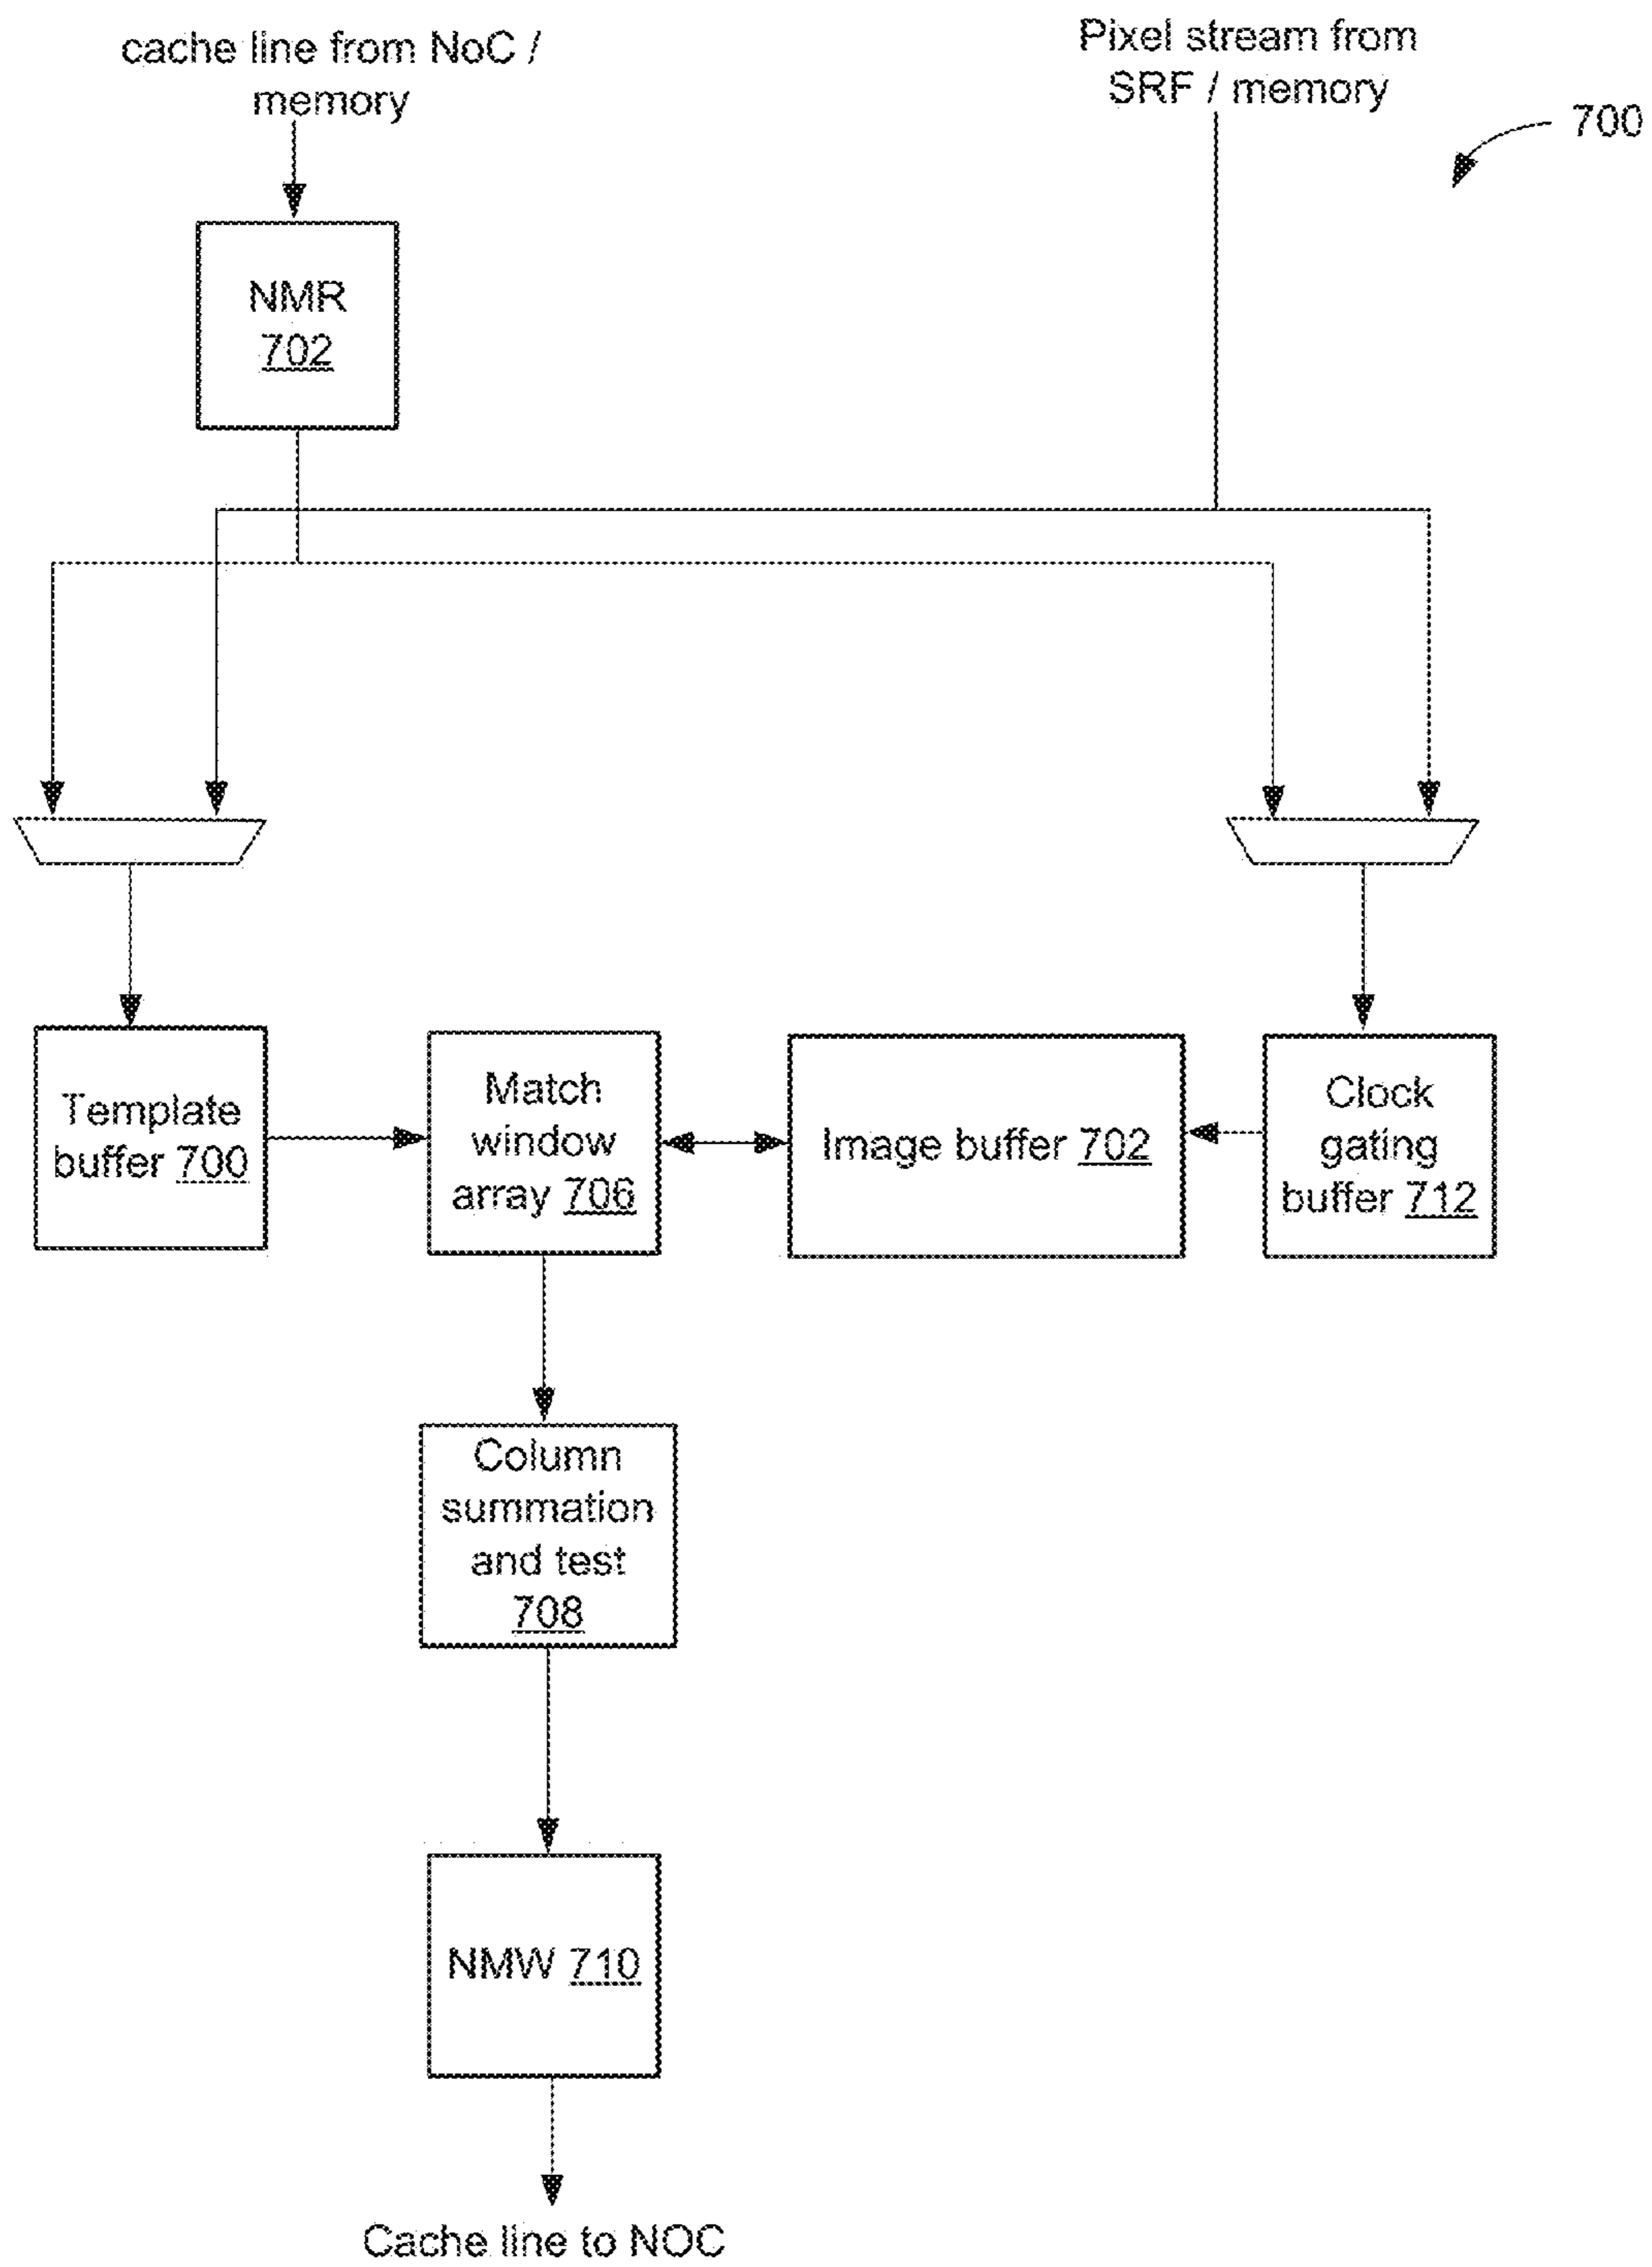 cache line from NoC /
memory
Pixel stream from
SRF / memory
700
NMR
702
Template
buffer 700
Match
window
array 706
Image buffer 702
Clock
gating
buffer 712
Column
summation
and test
708
NMW 710
Cache line to NOC